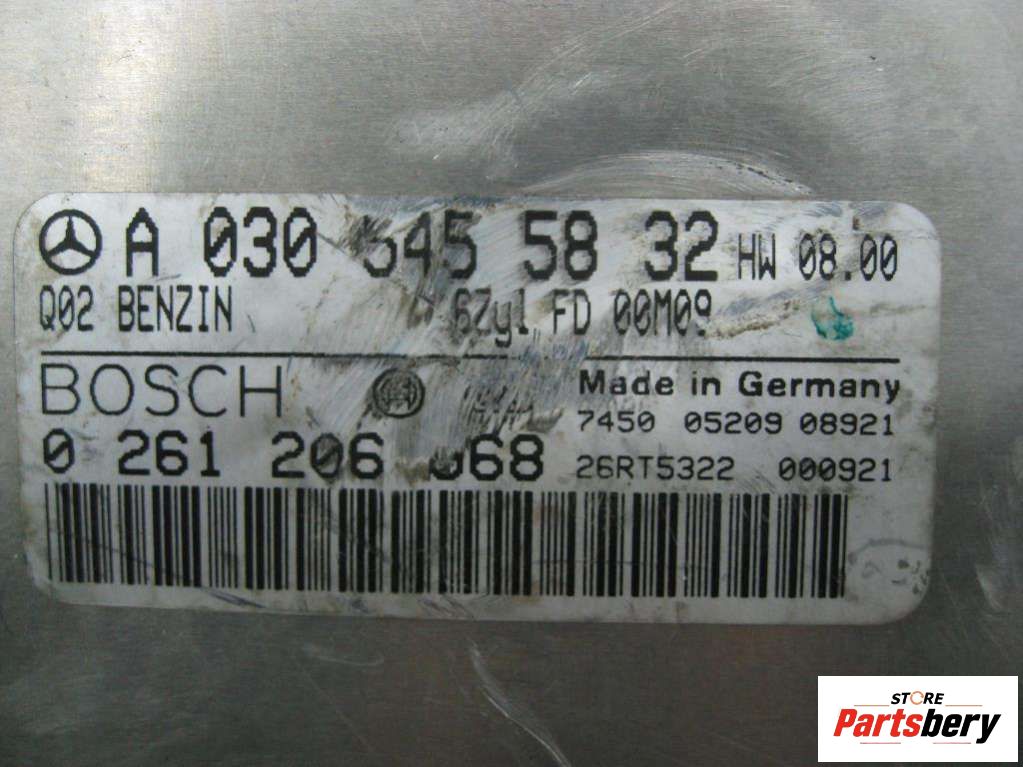 A 030 545 58 32 HW 08.00
Q02 BENZIN 6Zyl FD 00M09
BOSCH Made in Germany
7450 05209 08921
0 261 206 868 26RT5322 000921
STORE
Partsbery